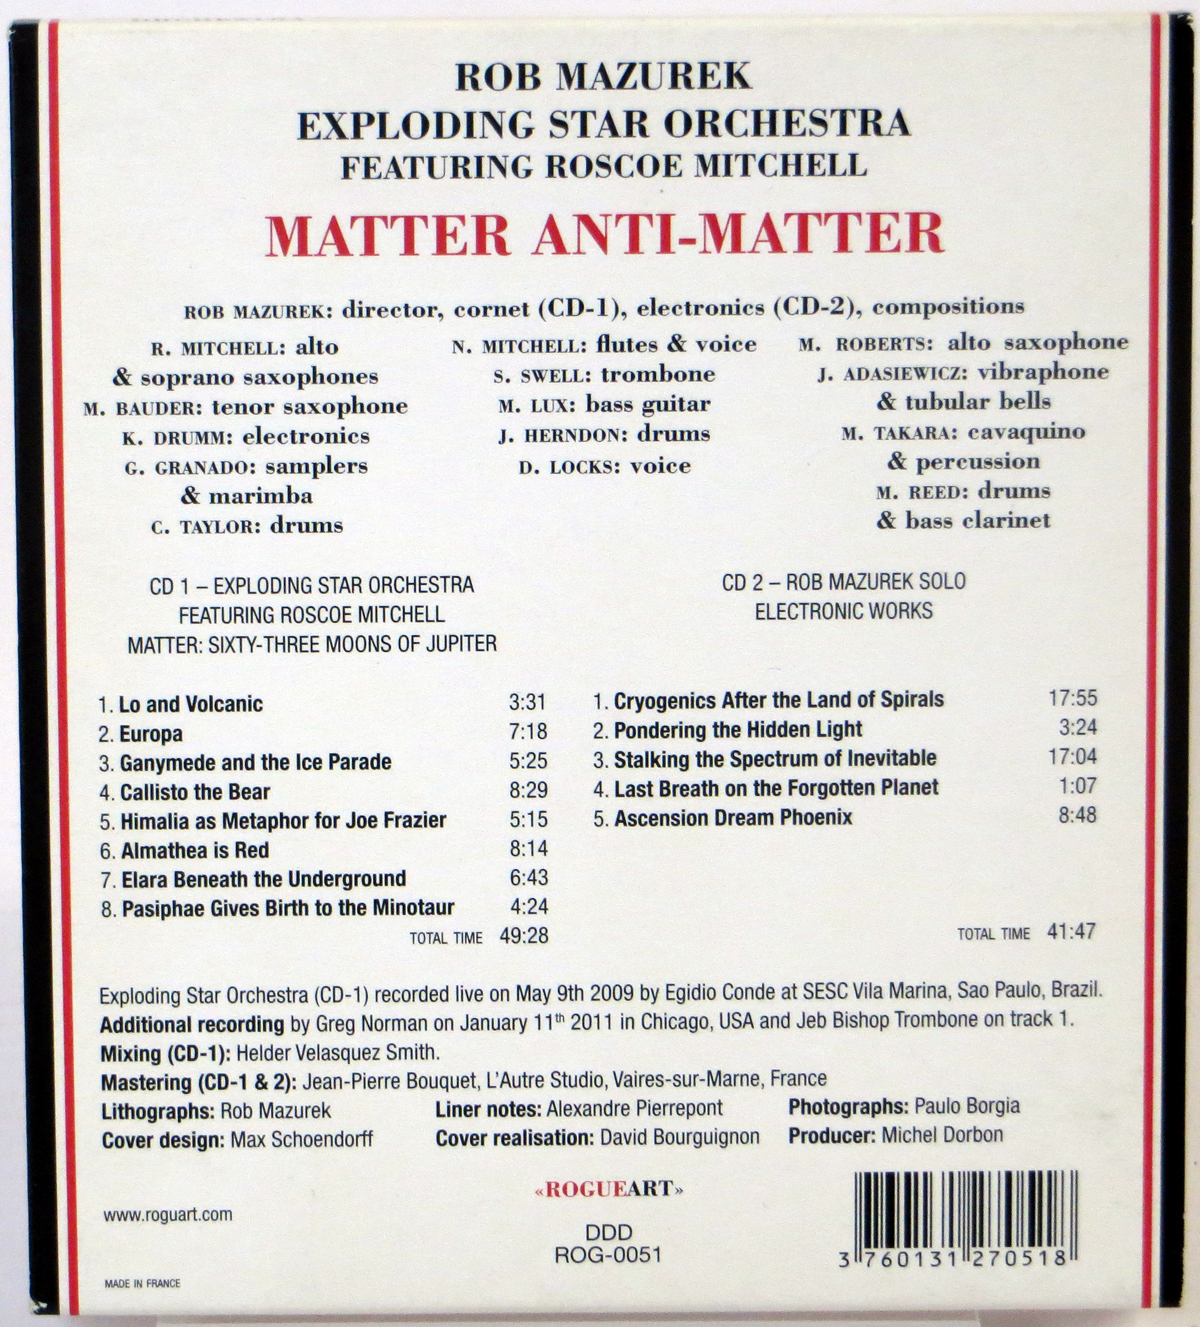 ROB MAZUREK
EXPLODING STAR ORCHESTRA
FEATURING ROSCOE MITCHELL
MATTER ANTI-MATTER
ROB MAZUREK: director, cornet (CD-1), electronics (CD-2), compositions
R. MITCHELL: alto
& soprano saxophones
M. BAUDER: tenor saxophone
K. DRUMM: electronics
G. GRANADO: samplers
& marimba
C. TAYLOR: drums
N. MITCHELL: flutes & voice
S. SWELL: trombone
M. LUX: bass guitar
J. HERNDON: drums
D. LOCKS: voice
M. ROBERTS: alto saxophone
J. ADASIEWICZ: vibraphone
& tubular bells
M. TAKARA: cavaquino
& percussion
M. REED: drums
& bass clarinet
CD 1 – EXPLODING STAR ORCHESTRA
FEATURING ROSCOE MITCHELL
MATTER: SIXTY-THREE MOONS OF JUPITER
1. Lo and Volcanic 3:31
2. Europa 7:18
3. Ganymede and the Ice Parade 5:25
4. Callisto the Bear 8:29
5. Himalia as Metaphor for Joe Frazier 5:15
6. Almathea is Red 8:14
7. Elara Beneath the Underground 6:43
8. Pasiphae Gives Birth to the Minotaur 4:24
TOTAL TIME 49:28
CD 2 – ROB MAZUREK SOLO
ELECTRONIC WORKS
1. Cryogenics After the Land of Spirals 17:55
2. Pondering the Hidden Light 3:24
3. Stalking the Spectrum of Inevitable 17:04
4. Last Breath on the Forgotten Planet 1:07
5. Ascension Dream Phoenix 8:48
TOTAL TIME 41:47
Exploding Star Orchestra (CD-1) recorded live on May 9th 2009 by Egidio Conde at SESC Vila Marina, Sao Paulo, Brazil.
Additional recording by Greg Norman on January 11th 2011 in Chicago, USA and Jeb Bishop Trombone on track 1.
Mixing (CD-1): Helder Velasquez Smith.
Mastering (CD-1 & 2): Jean-Pierre Bouquet, L'Autre Studio, Vaires-sur-Marne, France
Lithographs: Rob Mazurek Liner notes: Alexandre Pierrepont Photographs: Paulo Borgia
Cover design: Max Schoendorff Cover realisation: David Bourguignon Producer: Michel Dorbon
«ROGUEART»
www.roguart.com
DDD
ROG-0051
3 760131 270518
MADE IN FRANCE